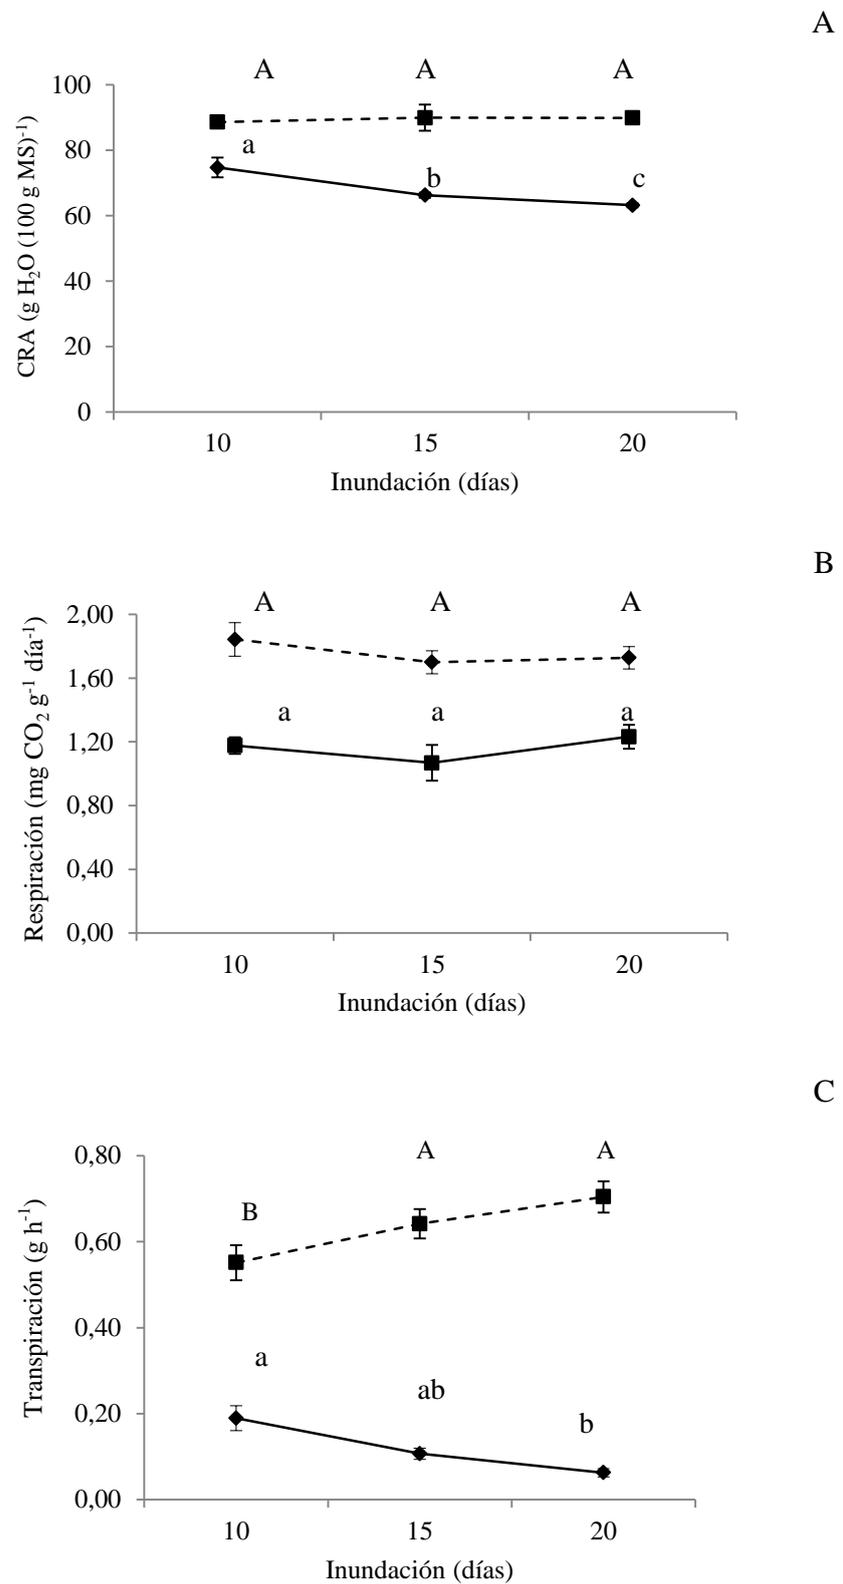 A
A A A
100
80
60
40
20
0
a
b
c
CRA (g H₂O (100 g MS)⁻¹)
10 15 20
Inundación (días)
B
A A A
2,00
1,60
1,20
0,80
0,40
0,00
a a a
Respiración (mg CO₂ g⁻¹ día⁻¹)
10 15 20
Inundación (días)
C
A A
B
0,80
0,60
0,40
0,20
0,00
a
ab
b
Transpiración (g h⁻¹)
10 15 20
Inundación (días)